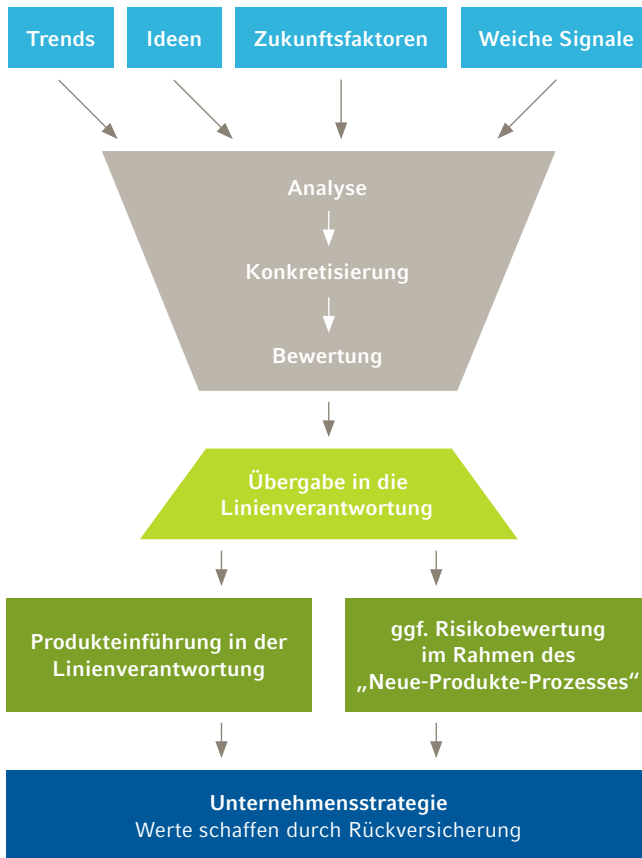 Trends
Ideen
Zukunftsfaktoren
Weiche Signale
Analyse
Konkretisierung
Bewertung
Übergabe in die
Linienverantwortung
Produkteinführung in der
Linienverantwortung
ggf. Risikobewertung
im Rahmen des
„Neue-Produkte-Prozesses“
Unternehmensstrategie
Werte schaffen durch Rückversicherung